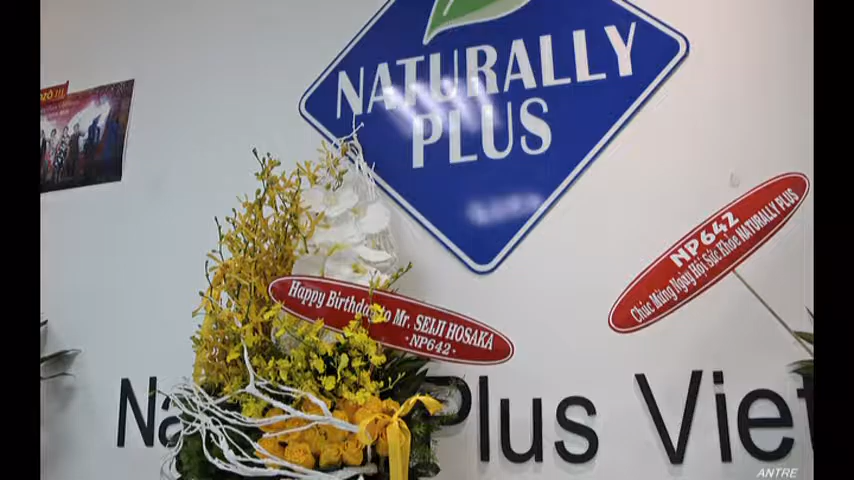 NATURALLY
PLUS
NP642
Chúc Mừng Ngày Hội Sức Khỏe NATURALLY PLUS
Happy Birthday to Mr. SEIJI HOSAKA
-NP642-
Plus Viet
ANTRE